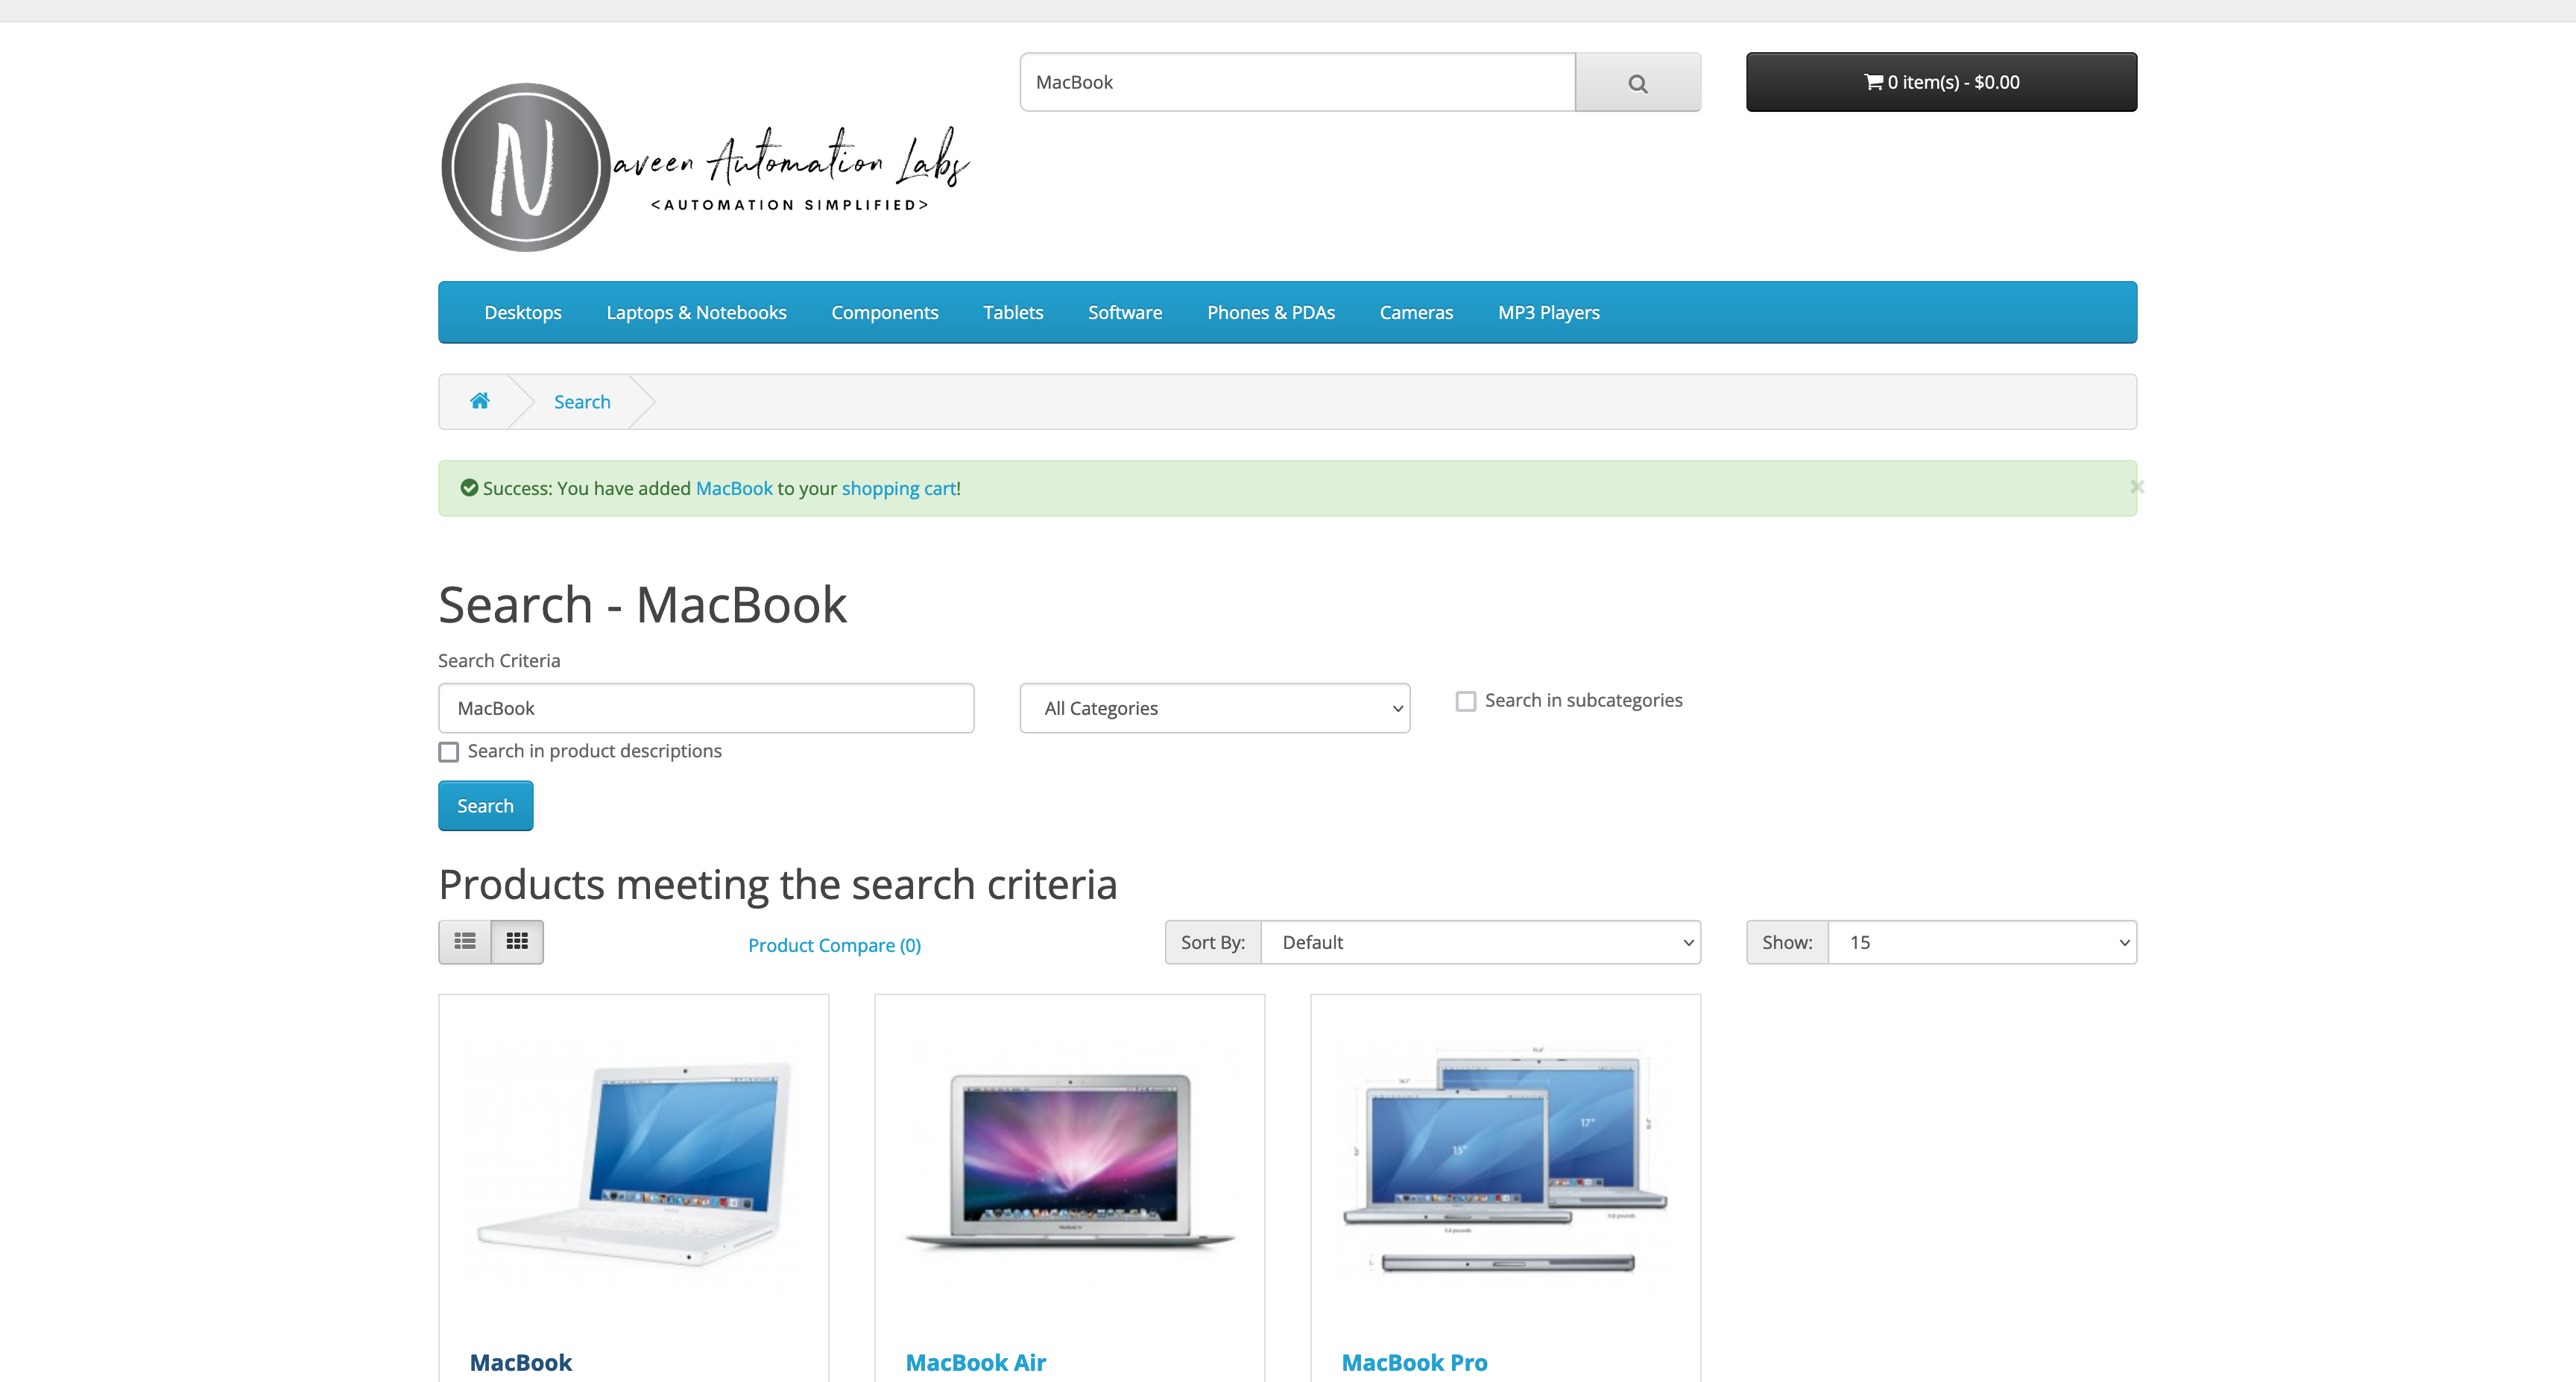 MacBook
0 item(s) - $0.00
Naveen Automation Labs
<AUTOMATION SIMPLIFIED>
Desktops Laptops & Notebooks Components Tablets Software Phones & PDAs Cameras MP3 Players
Search
Success: You have added MacBook to your shopping cart!
×
Search - MacBook
Search Criteria
MacBook
All Categories
Search in subcategories
Search in product descriptions
Search
Products meeting the search criteria
Product Compare (0)
Sort By: Default
Show: 15
17"
15"
MacBook
MacBook Air
MacBook Pro